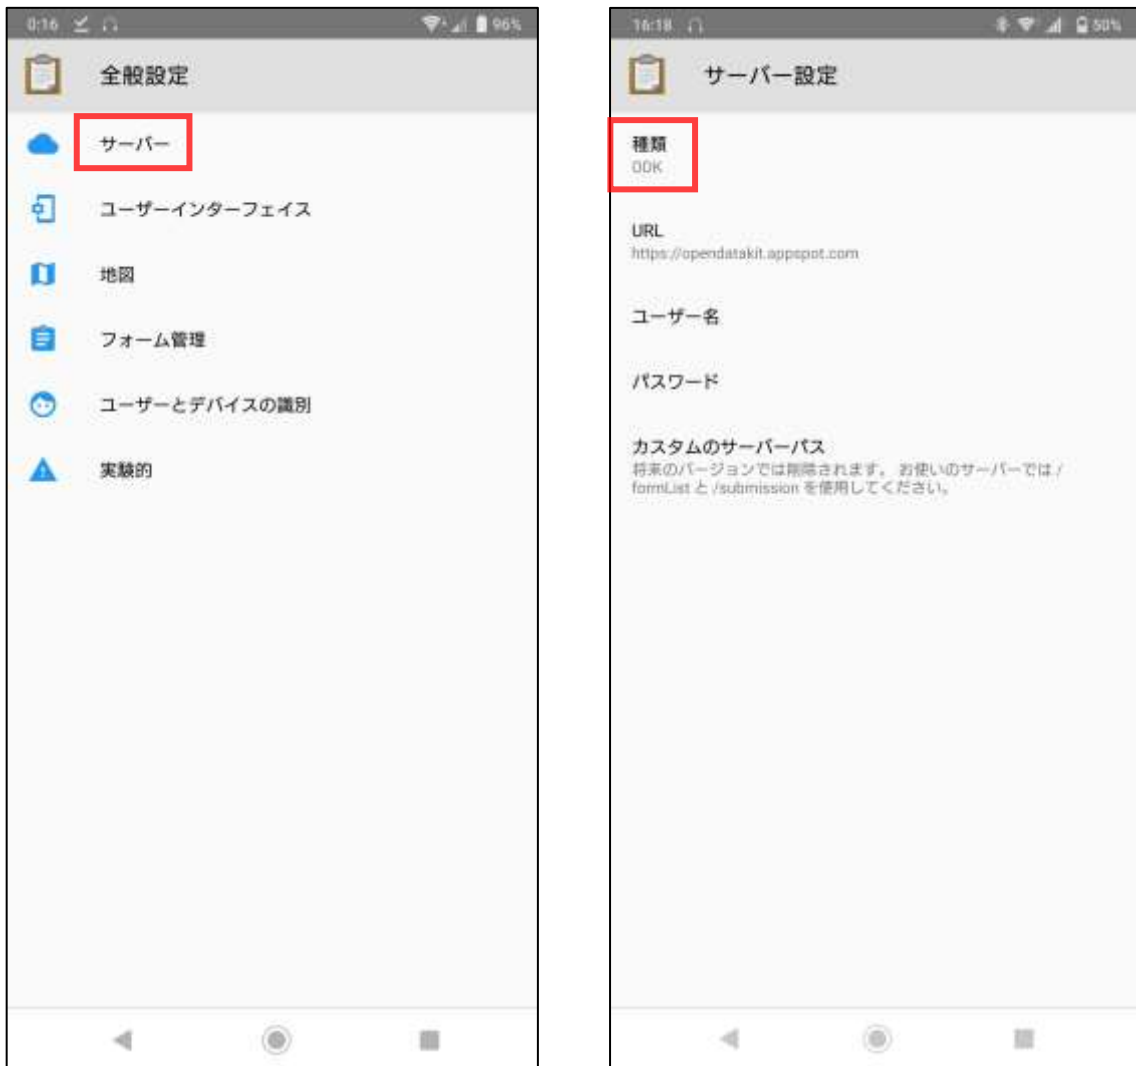 0:16
96%
全般設定
サーバー
ユーザーインターフェイス
地図
フォーム管理
ユーザーとデバイスの識別
実験的
16:18
50%
サーバー設定
種類
ODK
URL
https://opendatakit.appspot.com
ユーザー名
パスワード
カスタムのサーバーパス
将来のバージョンでは削除されます。 お使いのサーバーでは /
formList と /submission を使用してください。